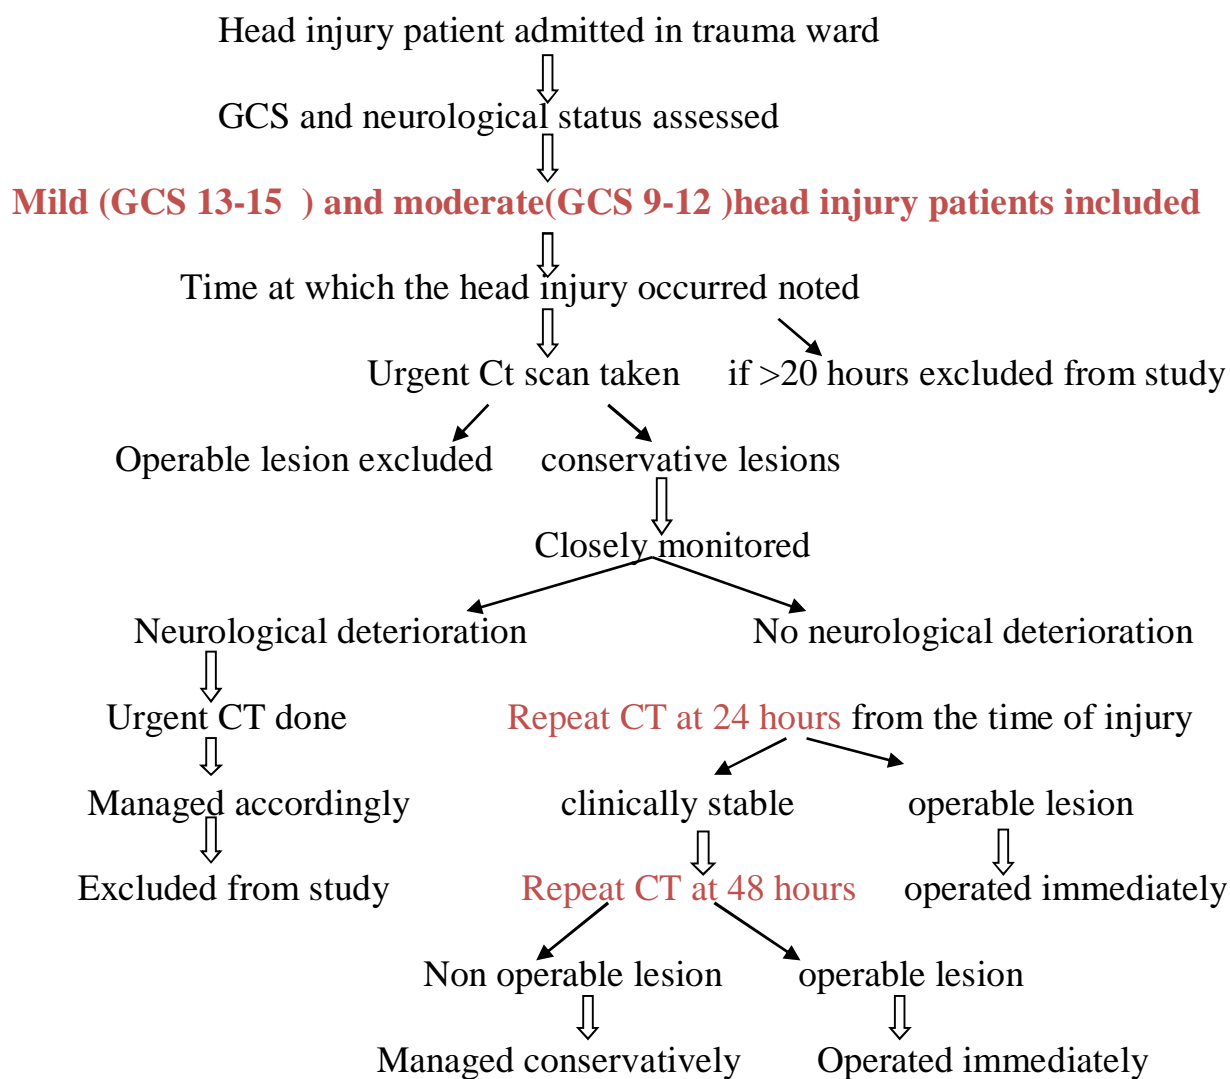 Head injury patient admitted in trauma ward
GCS and neurological status assessed
Mild (GCS 13-15  ) and moderate(GCS 9-12 )head injury patients included
Time at which the head injury occurred noted
Urgent Ct scan taken
if >20 hours excluded from study
Operable lesion excluded
conservative lesions
Closely monitored
Neurological deterioration
No neurological deterioration
Urgent CT done
Repeat CT at 24 hours from the time of injury
Managed accordingly
clinically stable
operable lesion
Excluded from study
Repeat CT at 48 hours
operated immediately
Non operable lesion
operable lesion
Managed conservatively
Operated immediately